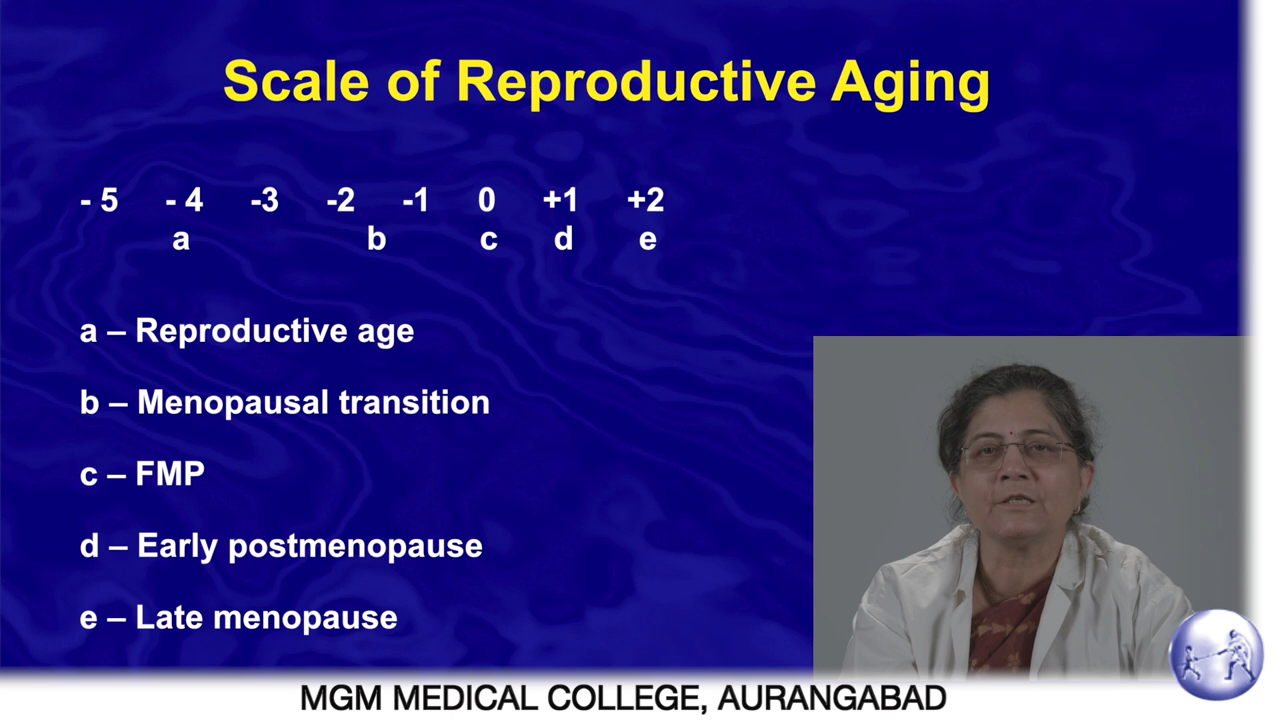 Scale of Reproductive Aging
- 5 - 4 -3 -2 -1 0 +1 +2
a b c d e
a – Reproductive age
b – Menopausal transition
c – FMP
d – Early postmenopause
e – Late menopause
MGM MEDICAL COLLEGE, AURANGABAD